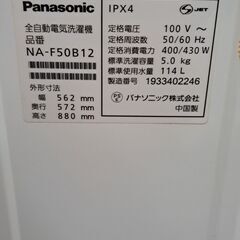 Panasonic
全自動電気洗濯機
品番
NA-F50B12
外形寸法
幅 562 mm
奥行 572 mm
高さ 880 mm
IPX4
JET
定格電圧 100 V~
定格周波数 50/60 Hz
定格消費電力 400/430 W
標準洗濯容量 5.0 kg
標準使用水量 114 L
製造番号 1933402246
PS E パナソニック株式会社
中国製